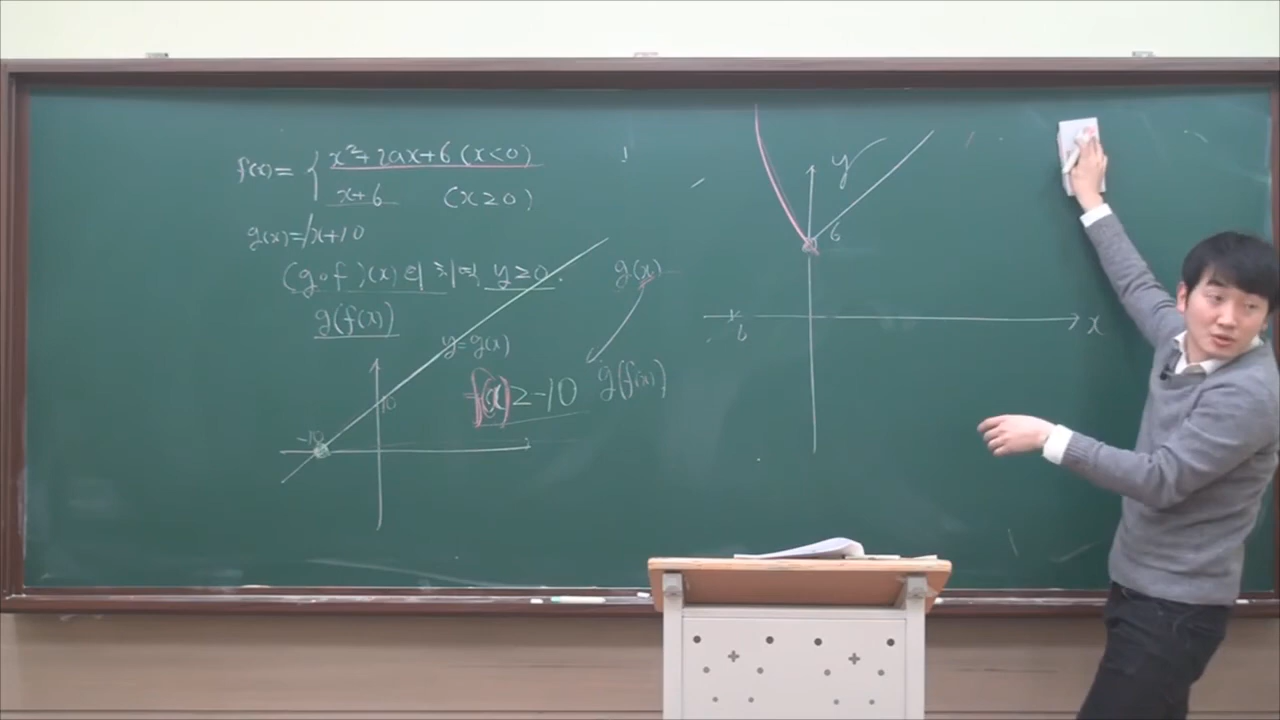 f(x)= { x²+2ax+6 (x<0)
x+6 (x≥0)
g(x)=x+10
(g∘f)(x)의 치역 y≥0.
g(f(x))
y=g(x)
10
-10
f(x)≥-10
g(x)
g(f(x))
y
6
x
-6